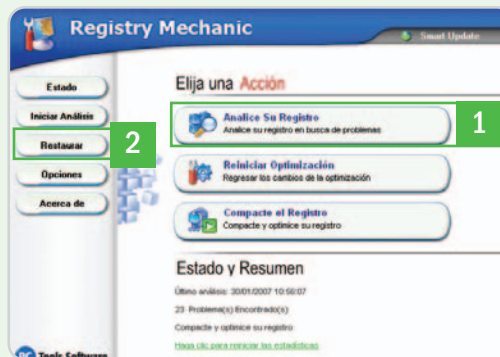 Registry Mechanic
Smart Update
Estado
Iniciar Análisis
Restaurar
Opciones
Acerca de
2
Elija una Acción
Analice Su Registro
Analice su registro en busca de problemas
1
Reiniciar Optimización
Regresar los cambios de la optimización
Compacte el Registro
Compacte y optimice su registro
Estado y Resumen
Último análisis: 30/01/2007 10:56:07
23 Problema(s) Encontrado(s)
Compacte y optimice su registro
Haga clic para reiniciar las estadísticas
PC Tools Software